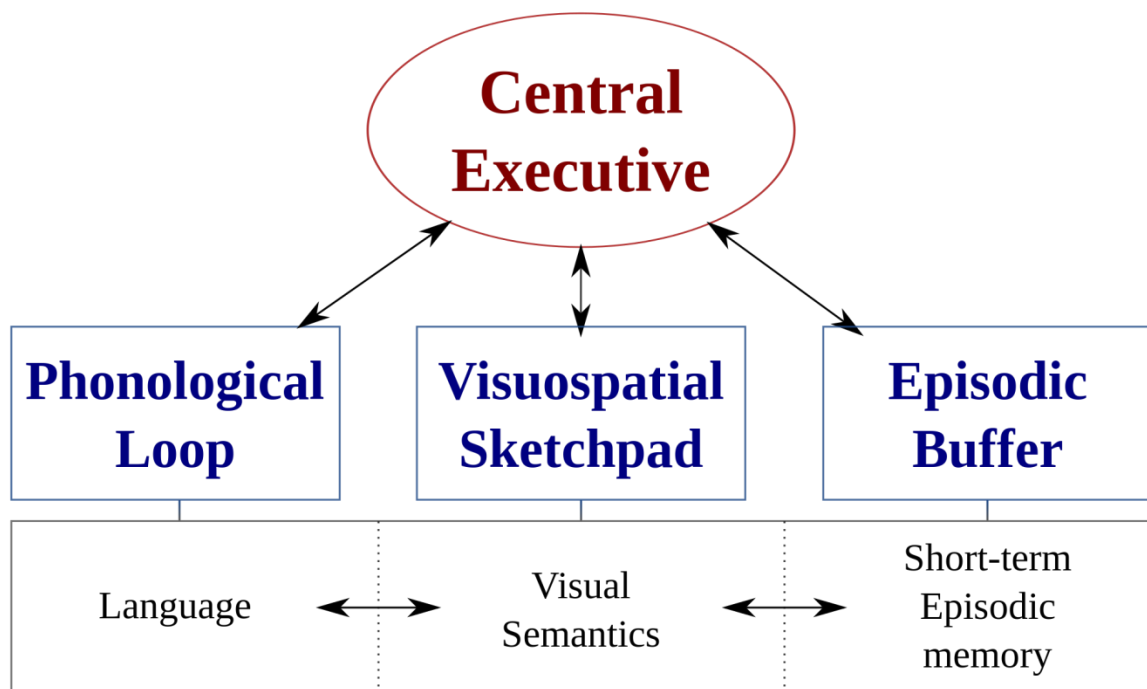 Central
Executive
Phonological
Loop
Visuospatial
Sketchpad
Episodic
Buffer
Language
Visual
Semantics
Short-term
Episodic
memory